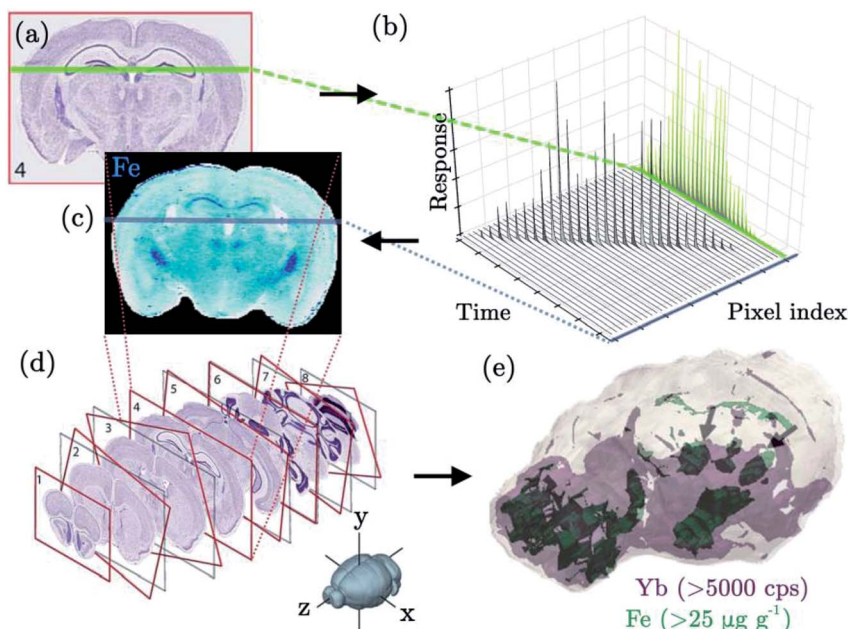 (a)
4
(b)
Response
Time
Pixel index
Fe
(c)
(d)
1
2
3
4
5
6
7
8
y
z
x
(e)
Yb (>5000 cps)
Fe (>25 µg g⁻¹)